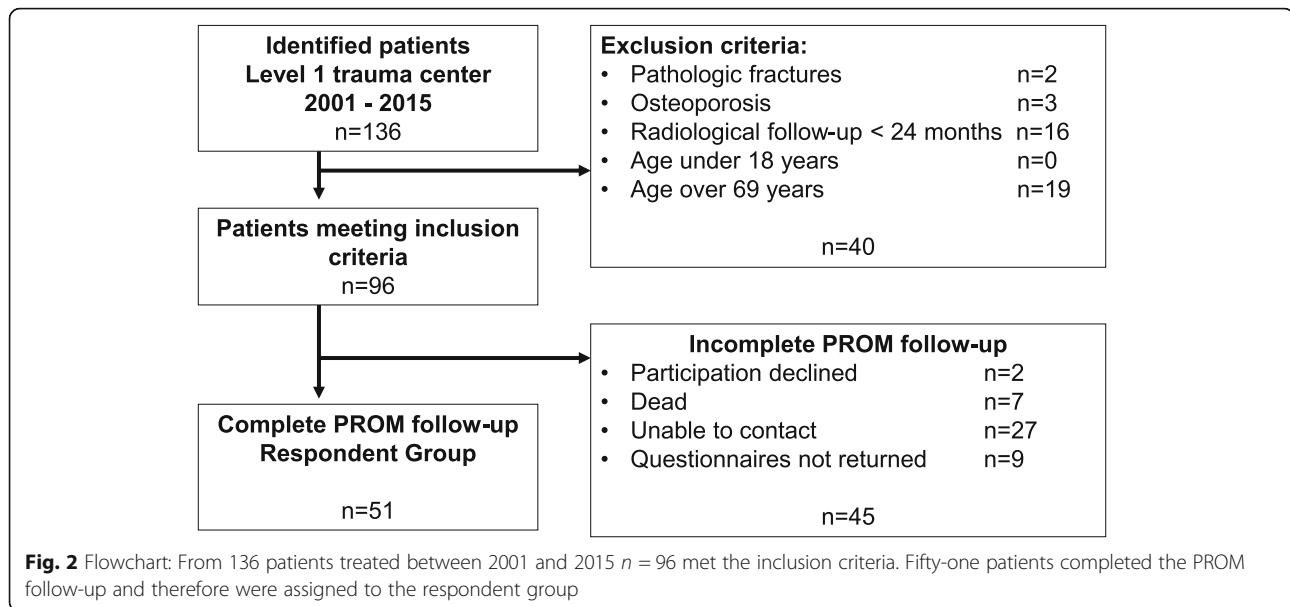 Identified patients
Level 1 trauma center
2001 - 2015
n=136
Exclusion criteria:
• Pathologic fractures n=2
• Osteoporosis n=3
• Radiological follow-up < 24 months n=16
• Age under 18 years n=0
• Age over 69 years n=19
n=40
Patients meeting inclusion
criteria
n=96
Incomplete PROM follow-up
• Participation declined n=2
• Dead n=7
• Unable to contact n=27
• Questionnaires not returned n=9
n=45
Complete PROM follow-up
Respondent Group
n=51
Fig. 2 Flowchart: From 136 patients treated between 2001 and 2015 n = 96 met the inclusion criteria. Fifty-one patients completed the PROM
follow-up and therefore were assigned to the respondent group